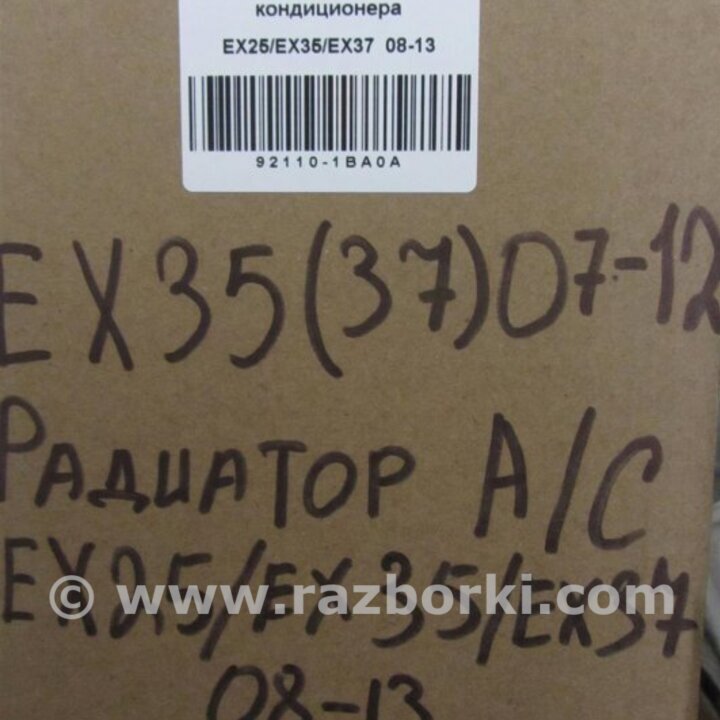 кондиционера
EX25/EX35/EX37 08-13
92110-1BA0A
EX35(37)07-12
Радиатор A/C
EX25/EX35/EX37
© www.razborki.com
08-13